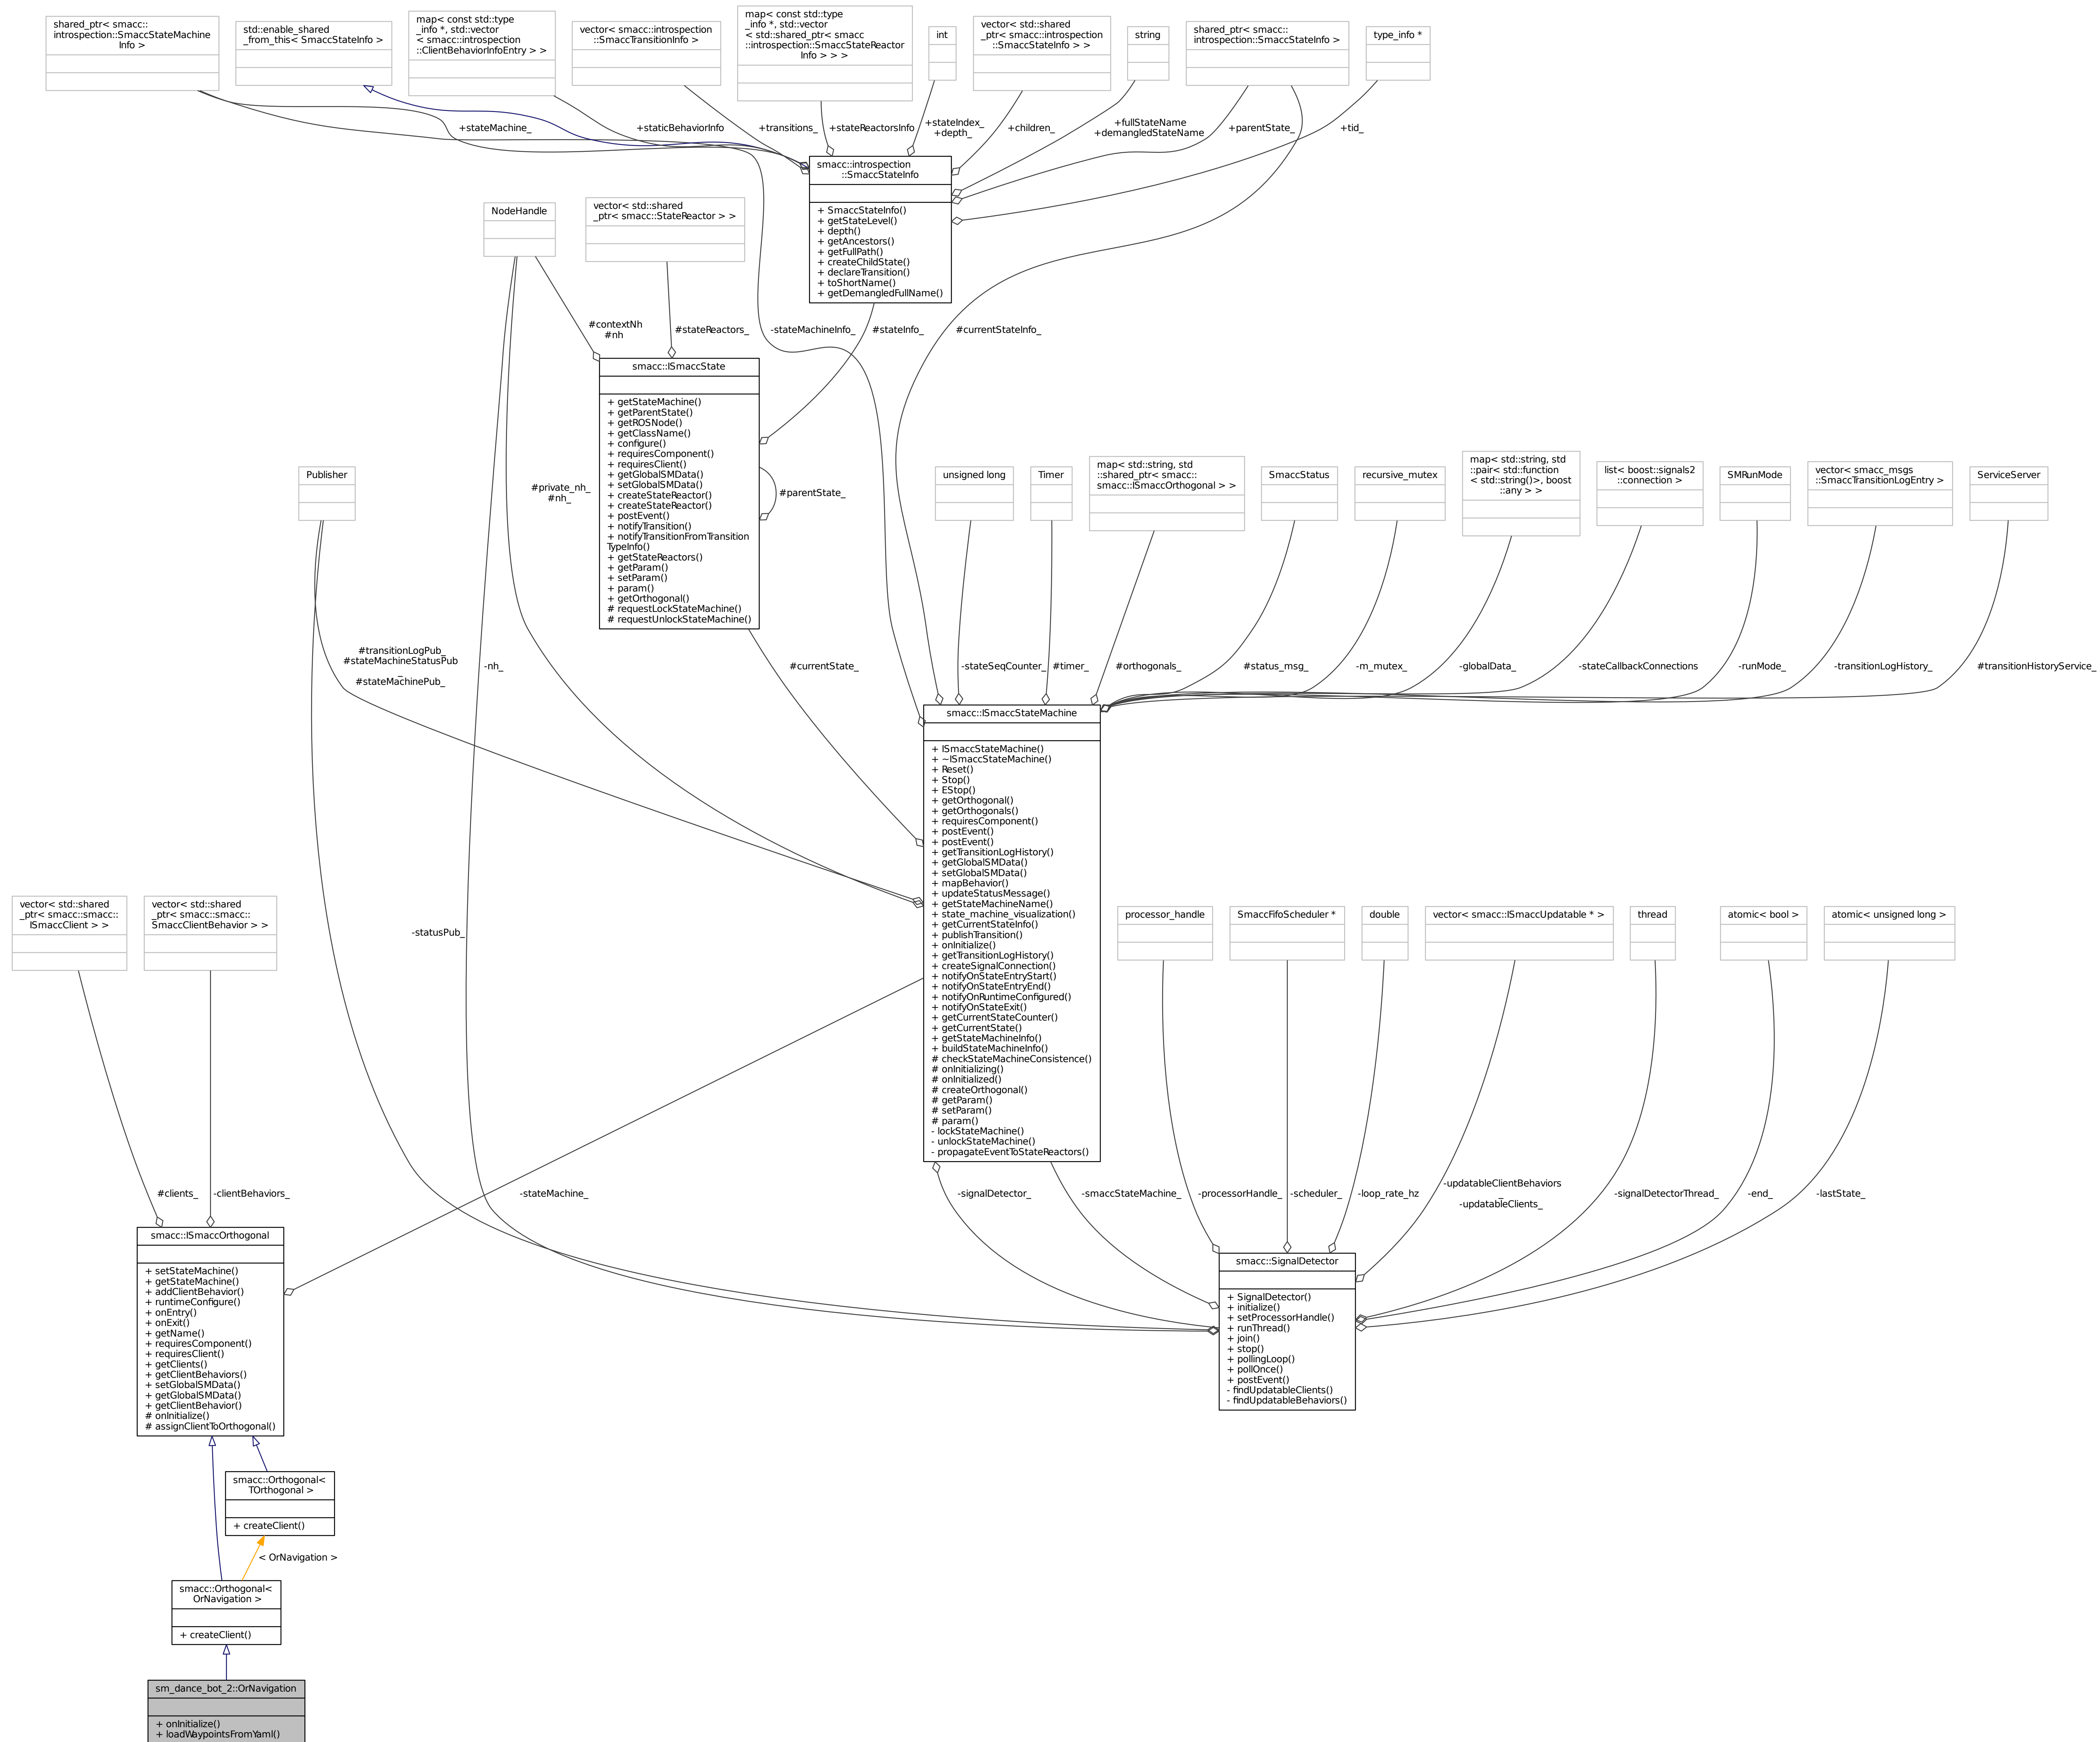 shared_ptr< smacc::
introspection::SmaccStateMachine
Info >
std::enable_shared
_from_this< SmaccStateInfo >
map< const std::type
_info *, std::vector
< smacc::introspection
::ClientBehaviorInfoEntry > >
vector< smacc::introspection
::SmaccTransitionInfo >
map< const std::type
_info *, std::vector
< std::shared_ptr< smacc
::introspection::SmaccStateReactor
Info > > >
int
vector< std::shared
_ptr< smacc::introspection
::SmaccStateInfo > >
string
shared_ptr< smacc::
introspection::SmaccStateInfo >
type_info *
+stateMachine_
+staticBehaviorInfo
+transitions_
+stateReactorsInfo
+stateIndex_
+depth_
+children_
+fullStateName
+demangledStateName
+parentState_
+tid_
smacc::introspection
::SmaccStateInfo
+ SmaccStateInfo()
+ getStateLevel()
+ depth()
+ getAncestors()
+ getFullPath()
+ createChildState()
+ declareTransition()
+ toShortName()
+ getDemangledFullName()
NodeHandle
vector< std::shared
_ptr< smacc::StateReactor > >
#contextNh
#nh
#stateReactors_
-stateMachineInfo_
#stateInfo_
#currentStateInfo_
smacc::ISmaccState
+ getStateMachine()
+ getParentState()
+ getROSNode()
+ getClassName()
+ configure()
+ requiresComponent()
+ requiresClient()
+ getGlobalSMData()
+ setGlobalSMData()
+ createStateReactor()
+ createStateReactor()
+ postEvent()
+ notifyTransition()
+ notifyTransitionFromTransition
TypeInfo()
+ getStateReactors()
+ getParam()
+ setParam()
+ param()
+ getOrthogonal()
# requestLockStateMachine()
# requestUnlockStateMachine()
#parentState_
Publisher
#private_nh_
#nh_
unsigned long
Timer
map< std::string, std
::shared_ptr< smacc::
smacc::ISmaccOrthogonal > >
SmaccStatus
recursive_mutex
map< std::string, std
::pair< std::function
< std::string()>, boost
::any > >
list< boost::signals2
::connection >
SMRunMode
vector< smacc_msgs
::SmaccTransitionLogEntry >
ServiceServer
#transitionLogPub_
#stateMachineStatusPub
_
#stateMachinePub_
-nh_
#currentState_
-stateSeqCounter_
#timer_
#orthogonals_
#status_msg_
-m_mutex_
-globalData_
-stateCallbackConnections
-runMode_
-transitionLogHistory_
#transitionHistoryService_
smacc::ISmaccStateMachine
+ ISmaccStateMachine()
+ ~ISmaccStateMachine()
+ Reset()
+ Stop()
+ EStop()
+ getOrthogonal()
+ getOrthogonals()
+ requiresComponent()
+ postEvent()
+ postEvent()
+ getTransitionLogHistory()
+ getGlobalSMData()
+ setGlobalSMData()
+ mapBehavior()
+ updateStatusMessage()
+ getStateMachineName()
+ state_machine_visualization()
+ getCurrentStateInfo()
+ publishTransition()
+ onInitialize()
+ getTransitionLogHistory()
+ createSignalConnection()
+ notifyOnStateEntryStart()
+ notifyOnStateEntryEnd()
+ notifyOnRuntimeConfigured()
+ notifyOnStateExit()
+ getCurrentStateCounter()
+ getCurrentState()
+ getStateMachineInfo()
+ buildStateMachineInfo()
# checkStateMachineConsistence()
# onInitializing()
# onInitialized()
# createOrthogonal()
# getParam()
# setParam()
# param()
- lockStateMachine()
- unlockStateMachine()
- propagateEventToStateReactors()
vector< std::shared
_ptr< smacc::smacc::
ISmaccClient > >
vector< std::shared
_ptr< smacc::smacc::
SmaccClientBehavior > >
-statusPub_
processor_handle
SmaccFifoScheduler *
double
vector< smacc::ISmaccUpdatable * >
thread
atomic< bool >
atomic< unsigned long >
#clients_
-clientBehaviors_
-stateMachine_
-signalDetector_
-smaccStateMachine_
-processorHandle_
-scheduler_
-loop_rate_hz
-updatableClientBehaviors
_
-updatableClients_
-signalDetectorThread_
-end_
-lastState_
smacc::ISmaccOrthogonal
+ setStateMachine()
+ getStateMachine()
+ addClientBehavior()
+ runtimeConfigure()
+ onEntry()
+ onExit()
+ getName()
+ requiresComponent()
+ requiresClient()
+ getClients()
+ getClientBehaviors()
+ setGlobalSMData()
+ getGlobalSMData()
+ getClientBehavior()
# onInitialize()
# assignClientToOrthogonal()
smacc::SignalDetector
+ SignalDetector()
+ initialize()
+ setProcessorHandle()
+ runThread()
+ join()
+ stop()
+ pollingLoop()
+ pollOnce()
+ postEvent()
- findUpdatableClients()
- findUpdatableBehaviors()
smacc::Orthogonal<
TOrthogonal >
+ createClient()
< OrNavigation >
smacc::Orthogonal<
OrNavigation >
+ createClient()
sm_dance_bot_2::OrNavigation
+ onInitialize()
+ loadWaypointsFromYaml()